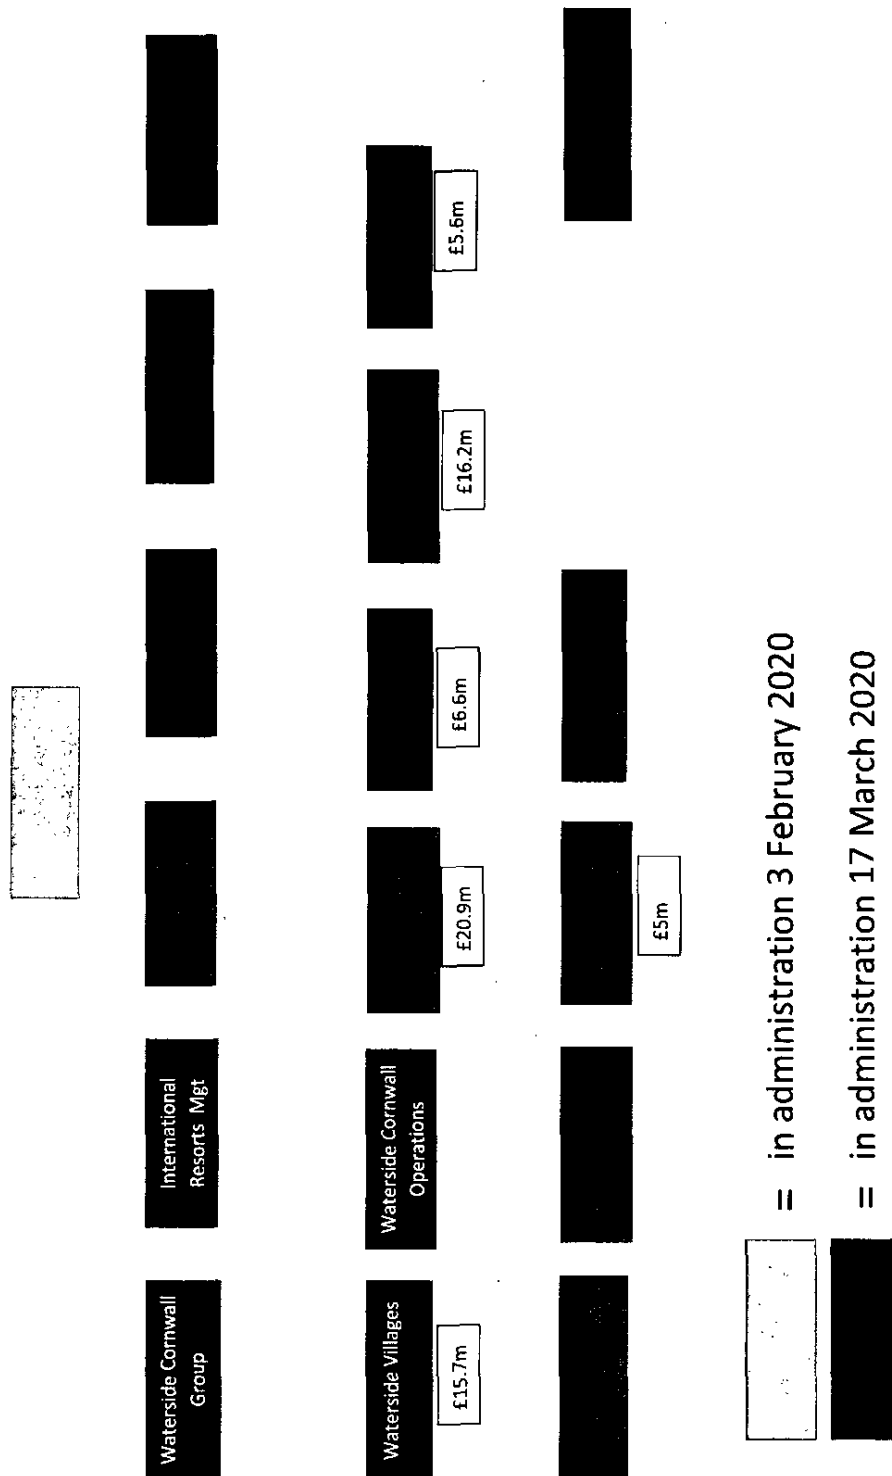 Waterside Cornwall
Group
International
Resorts Mgt
Waterside Villages
£15.7m
Waterside Cornwall
Operations
£20.9m
£6.6m
£16.2m
£5.6m
£5m
= in administration 3 February 2020
= in administration 17 March 2020